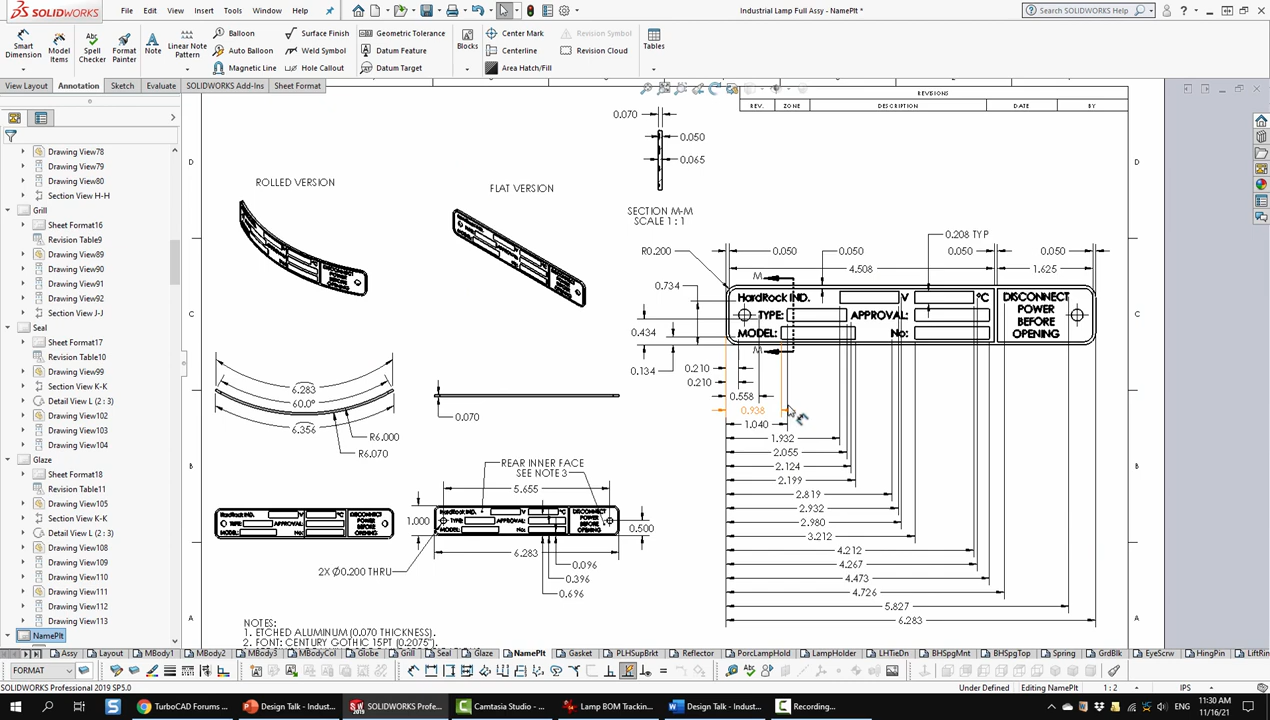 SOLIDWORKS
File
Edit
View
Insert
Tools
Window
Help
Industrial Lamp Full Assy - NamePlt *
Search SOLIDWORKS Help
Smart Dimension
Model Items
Spell Checker
Format Painter
Note
Linear Note Pattern
Balloon
Auto Balloon
Magnetic Line
Surface Finish
Weld Symbol
Hole Callout
Geometric Tolerance
Datum Feature
Datum Target
Blocks
Center Mark
Centerline
Area Hatch/Fill
Revision Symbol
Revision Cloud
Tables
View Layout
Annotation
Sketch
Evaluate
SOLIDWORKS Add-Ins
Sheet Format
Drawing View78
Drawing View79
Drawing View80
Section View H-H
Grill
Sheet Format16
Revision Table9
Drawing View89
Drawing View90
Drawing View91
Drawing View92
Section View J-J
Seal
Sheet Format17
Revision Table10
Drawing View99
Section View K-K
Detail View L (2 : 3)
Drawing View102
Drawing View103
Drawing View104
Glaze
Sheet Format18
Revision Table11
Drawing View105
Section View K-K
Detail View L (2 : 3)
Drawing View108
Drawing View109
Drawing View110
Drawing View111
Drawing View112
Drawing View113
NamePlt
REVISIONS
REV.
ZONE
DESCRIPTION
DATE
BY
D
D
C
C
B
B
A
A
ROLLED VERSION
FLAT VERSION
0.070
0.050
0.065
SECTION M-M
SCALE 1 : 1
R0.200
0.050
0.050
0.208 TYP
0.050
0.050
4.508
1.625
M
M
0.734
0.434
0.134
HardRock IND.
V
°C
TYPE:
APPROVAL:
MODEL:
No:
DISCONNECT
POWER
BEFORE
OPENING
0.210
0.210
0.558
0.938
1.040
1.932
2.055
2.124
2.199
2.819
2.932
2.980
3.212
4.212
4.267
4.473
4.726
5.827
6.283
6.283
60.0°
6.356
R6.000
R6.070
0.070
REAR INNER FACE
SEE NOTE 3
5.655
1.000
0.500
6.283
2X Ø0.200 THRU
0.096
0.396
0.696
HardRock IND.
V
°C
TYPE:
APPROVAL:
MODEL:
No:
DISCONNECT
POWER
BEFORE
OPENING
HardRock IND.
V
°C
TYPE:
APPROVAL:
MODEL:
No:
DISCONNECT
POWER
BEFORE
OPENING
NOTES:
1. ETCHED ALUMINUM (0.070 THICKNESS).
2. FONT: CENTURY GOTHIC 15PT (0.2075").
Assy
Layout
MBody1
MBody2
MBody3
MBodyCol
Globe
Grill
Seal
Glaze
NamePlt
Gasket
PLHSupBrkt
Reflector
PorcLampHold
LampHolder
LHTieDn
BHSpgMnt
BHSpgTop
Spring
GrdBlk
EyeScrw
HingPin
LiftRin
FORMAT
SOLIDWORKS Professional 2019 SP5.0
Under Defined
Editing NamePlt
1 : 2
IPS
TurboCAD Forums ...
Design Talk - Indust...
SOLIDWORKS Profe...
Camtasia Studio - ...
Lamp BOM Trackin...
Design Talk - Indust...
Recording...
ENG
11:30 AM
11/16/21